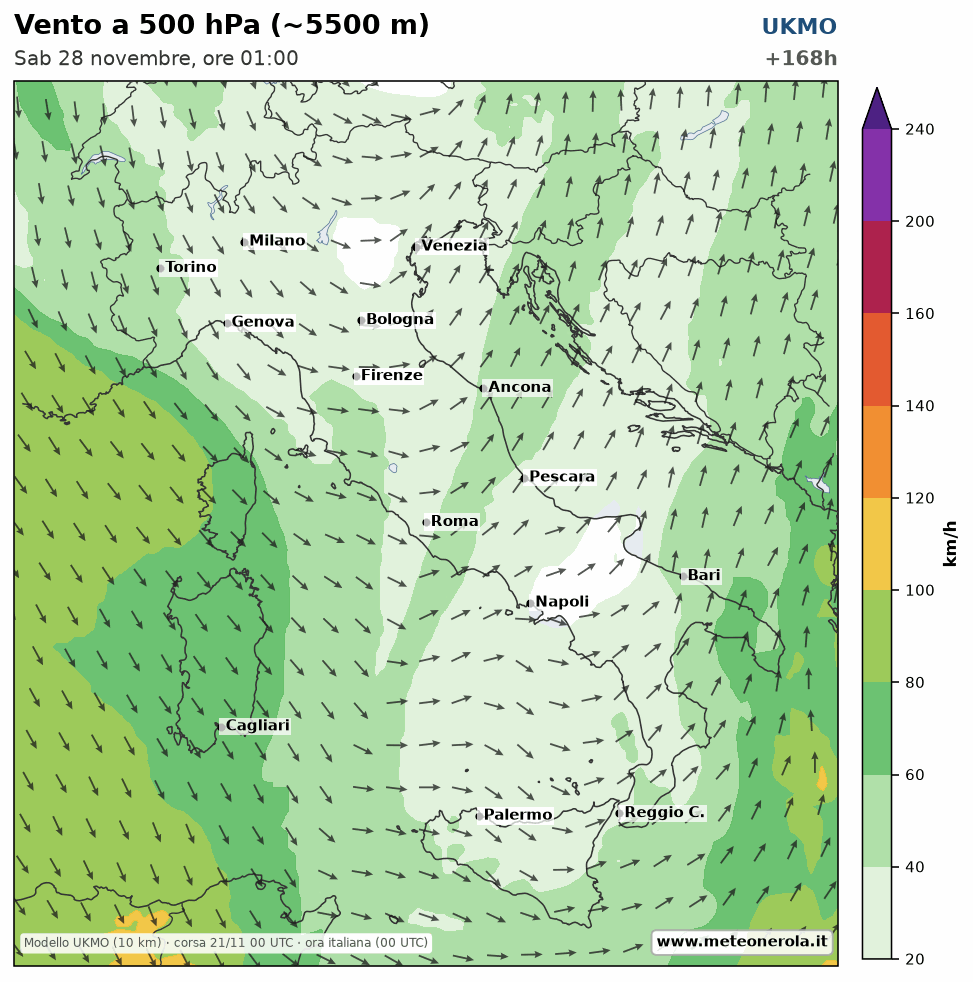 Vento a 500 hPa (~5500 m)
UKMO
Sab 28 novembre, ore 01:00
+168h
Milano
Venezia
Torino
Genova
Bologna
Firenze
Ancona
Pescara
Roma
Bari
Napoli
Cagliari
Palermo
Reggio C.
Modello UKMO (10 km) · corsa 21/11 00 UTC · ora italiana (00 UTC)
www.meteonerola.it
240
200
160
140
120
100
80
60
40
20
km/h